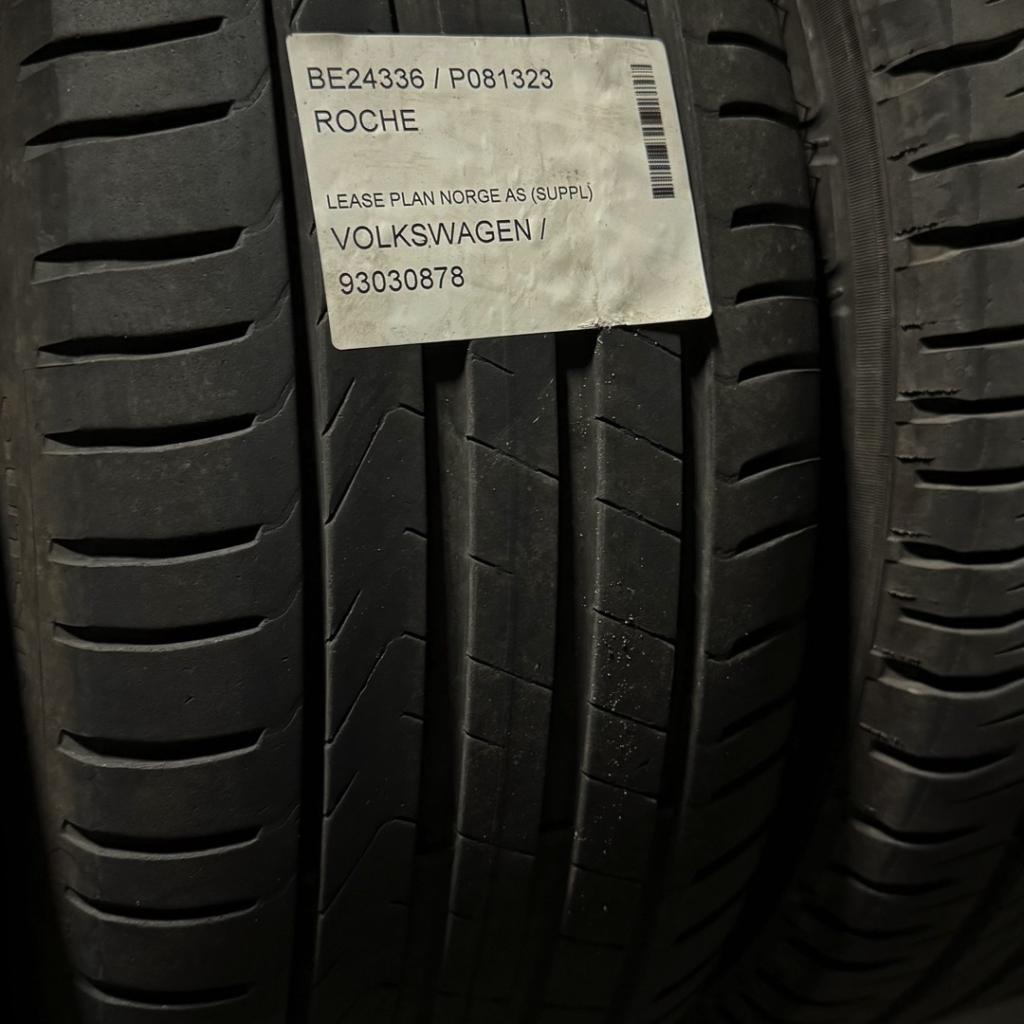 BE24336 / P081323
ROCHE
LEASE PLAN NORGE AS (SUPPL)
VOLKSWAGEN /
93030878